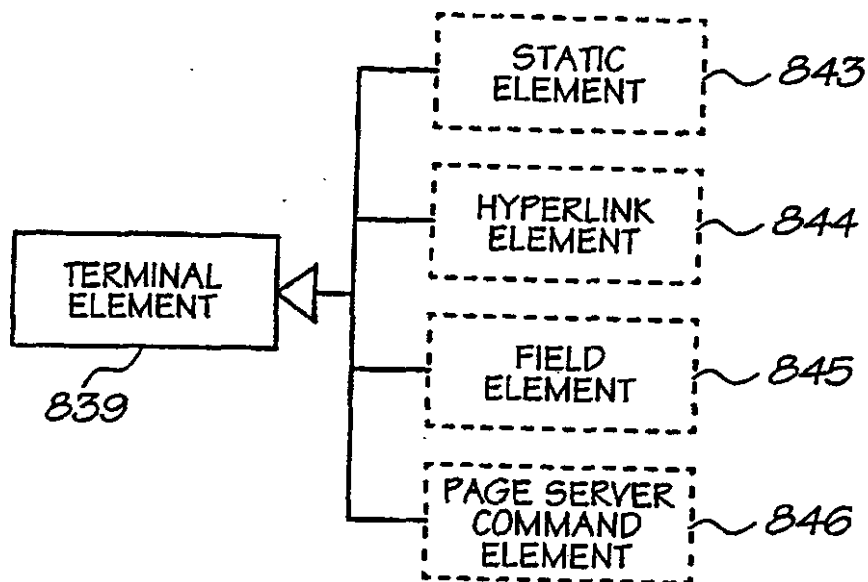 STATIC
ELEMENT
843
HYPERLINK
ELEMENT
844
TERMINAL
ELEMENT
839
FIELD
ELEMENT
845
PAGE SERVER
COMMAND
ELEMENT
846